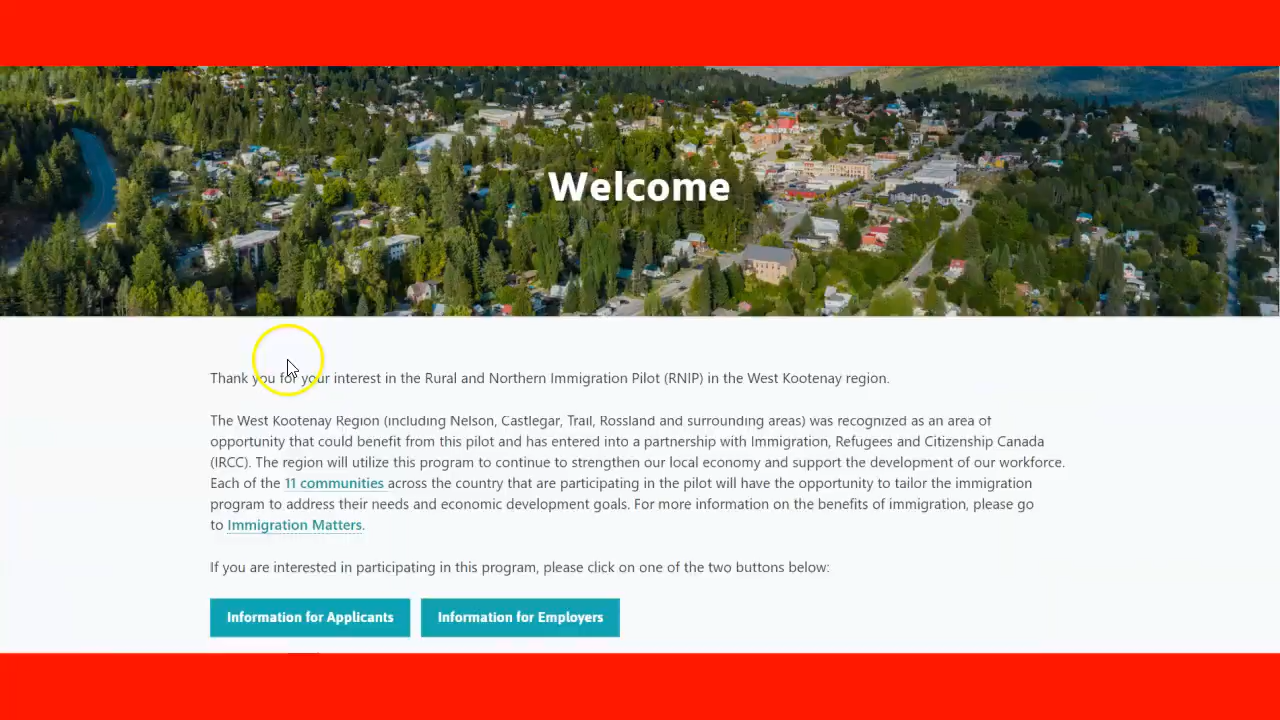 Welcome
Thank you for your interest in the Rural and Northern Immigration Pilot (RNIP) in the West Kootenay region.
The West Kootenay Region (including Nelson, Castlegar, Trail, Rossland and surrounding areas) was recognized as an area of
opportunity that could benefit from this pilot and has entered into a partnership with Immigration, Refugees and Citizenship Canada
(IRCC). The region will utilize this program to continue to strengthen our local economy and support the development of our workforce.
Each of the 11 communities across the country that are participating in the pilot will have the opportunity to tailor the immigration
program to address their needs and economic development goals. For more information on the benefits of immigration, please go
to Immigration Matters.
If you are interested in participating in this program, please click on one of the two buttons below:
Information for Applicants Information for Employers